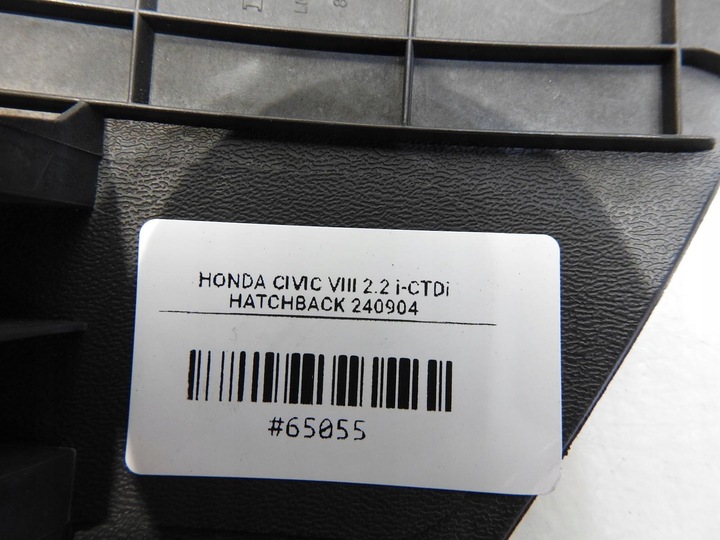 HONDA CIVIC VIII 2.2 i-CTDi
HATCHBACK 240904
#65055